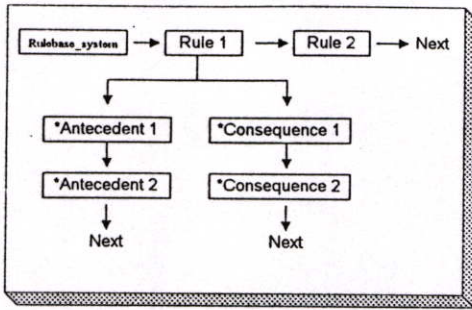 Rulebase_system Rule 1 Rule 2 Next
*Antecedent 1 *Consequence 1
*Antecedent 2 *Consequence 2
Next Next